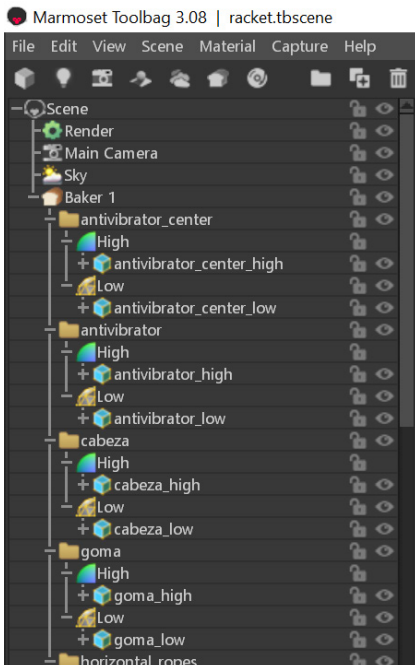 Marmoset Toolbag 3.08 | racket.tbscene
File Edit View Scene Material Capture Help
Scene
Render
Main Camera
Sky
Baker 1
antivibrator_center
High
antivibrator_center_high
Low
antivibrator_center_low
antivibrator
High
antivibrator_high
Low
antivibrator_low
cabeza
High
cabeza_high
Low
cabeza_low
goma
High
goma_high
Low
goma_low
horizontal_ropes